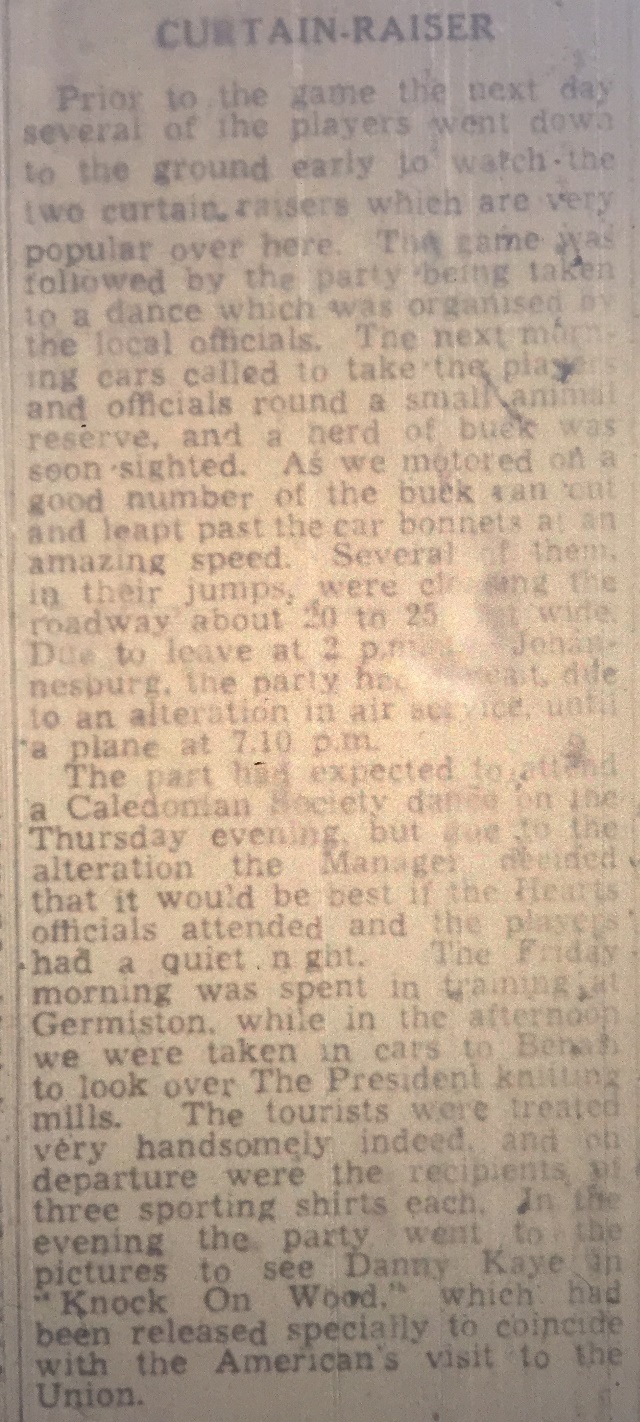 CURTAIN-RAISER
Prior to the game the next day
several of the players went down
to the ground early to watch the
two curtain raisers which are very
popular over here. The game was
followed by the party being taken
to a dance which was organised by
the local officials. The next morn-
ing cars called to take the players
and officials round a small animal
reserve, and a herd of buck was
soon sighted. As we motored on a
good number of the buck ran out
and leapt past the car bonnets at an
amazing speed. Several of them,
in their jumps, were clearing the
roadway about 20 to 25 wide.
Due to leave at 2 p.m. Johan-
nesburg, the party had wait, due
to an alteration in air service, until
a plane at 7.10 p.m.
The part had expected to attend
a Caledonian Society dance on the
Thursday evening, but due to the
alteration the Manager decided
that it would be best if the Hearts
officials attended and the players
had a quiet n ght. The Friday
morning was spent in training at
Germiston, while in the afternoon
we were taken in cars to
to look over The President knitting
mills. The tourists were treated
very handsomely indeed, and on
departure were the recipients of
three sporting shirts each. In the
evening the party went to the
pictures to see Danny Kaye in
"Knock On Wood," which had
been released specially to coincide
with the American's visit to the
Union.